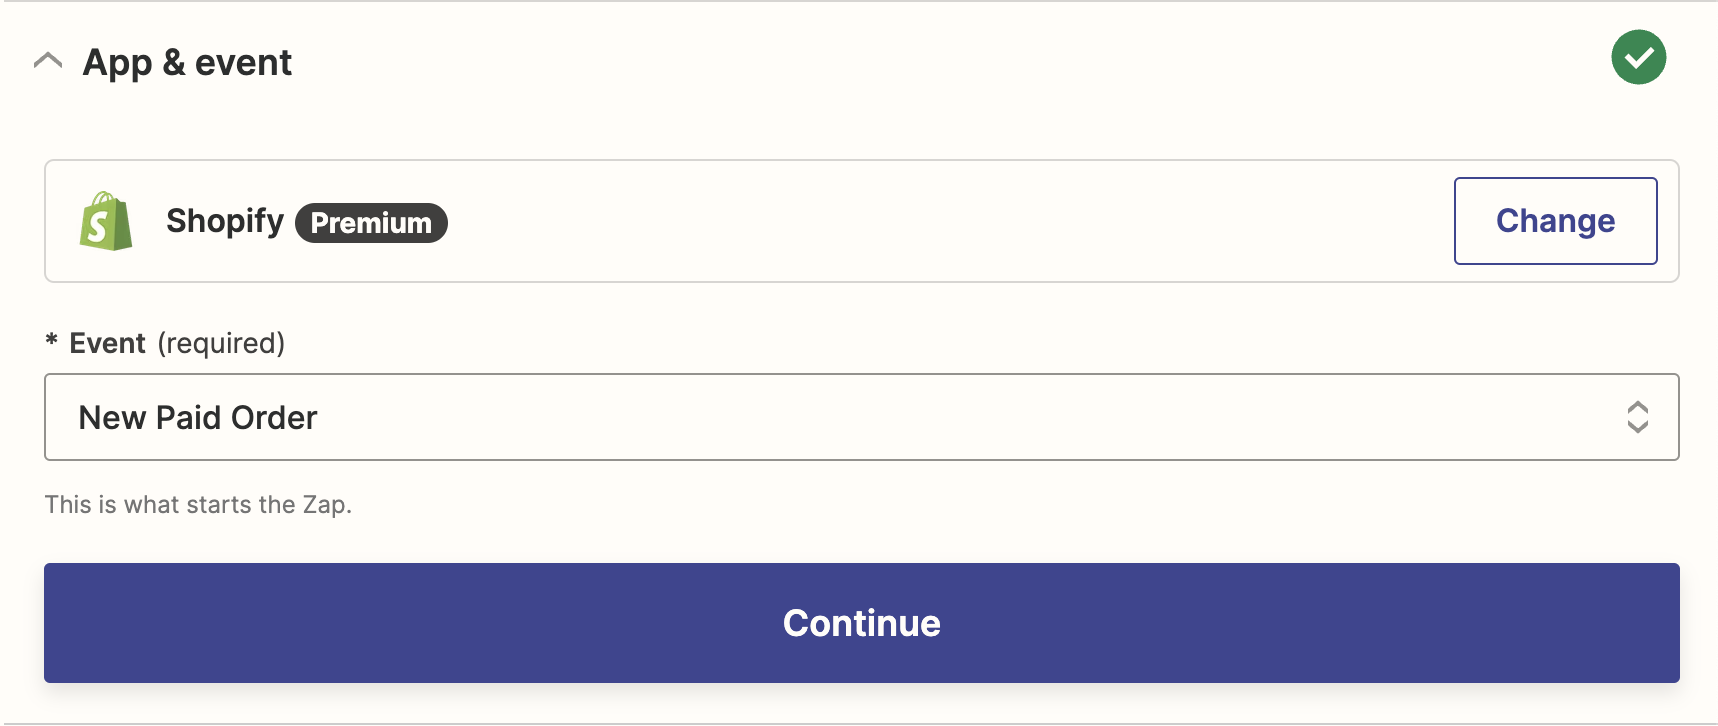 App & event
Shopify Premium
Change
* Event (required)
New Paid Order
This is what starts the Zap.
Continue